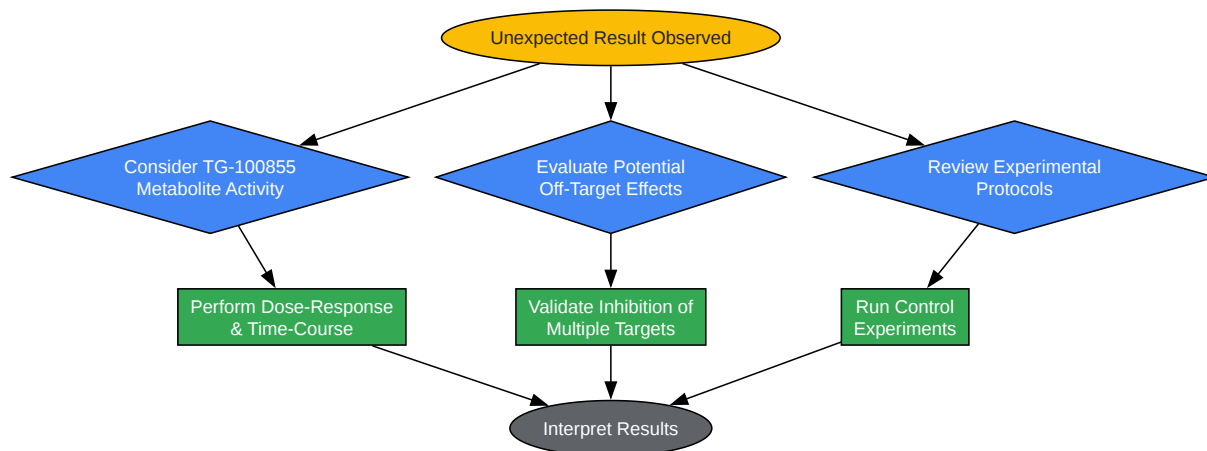 Unexpected Result Observed
Consider TG-100855
Metabolite Activity
Evaluate Potential
Off-Target Effects
Review Experimental
Protocols
Perform Dose-Response
& Time-Course
Validate Inhibition of
Multiple Targets
Run Control
Experiments
Interpret Results